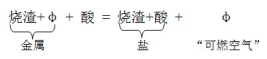 烧渣+φ + 酸 = 烧渣+酸 + φ
金属 盐 “可燃空气”